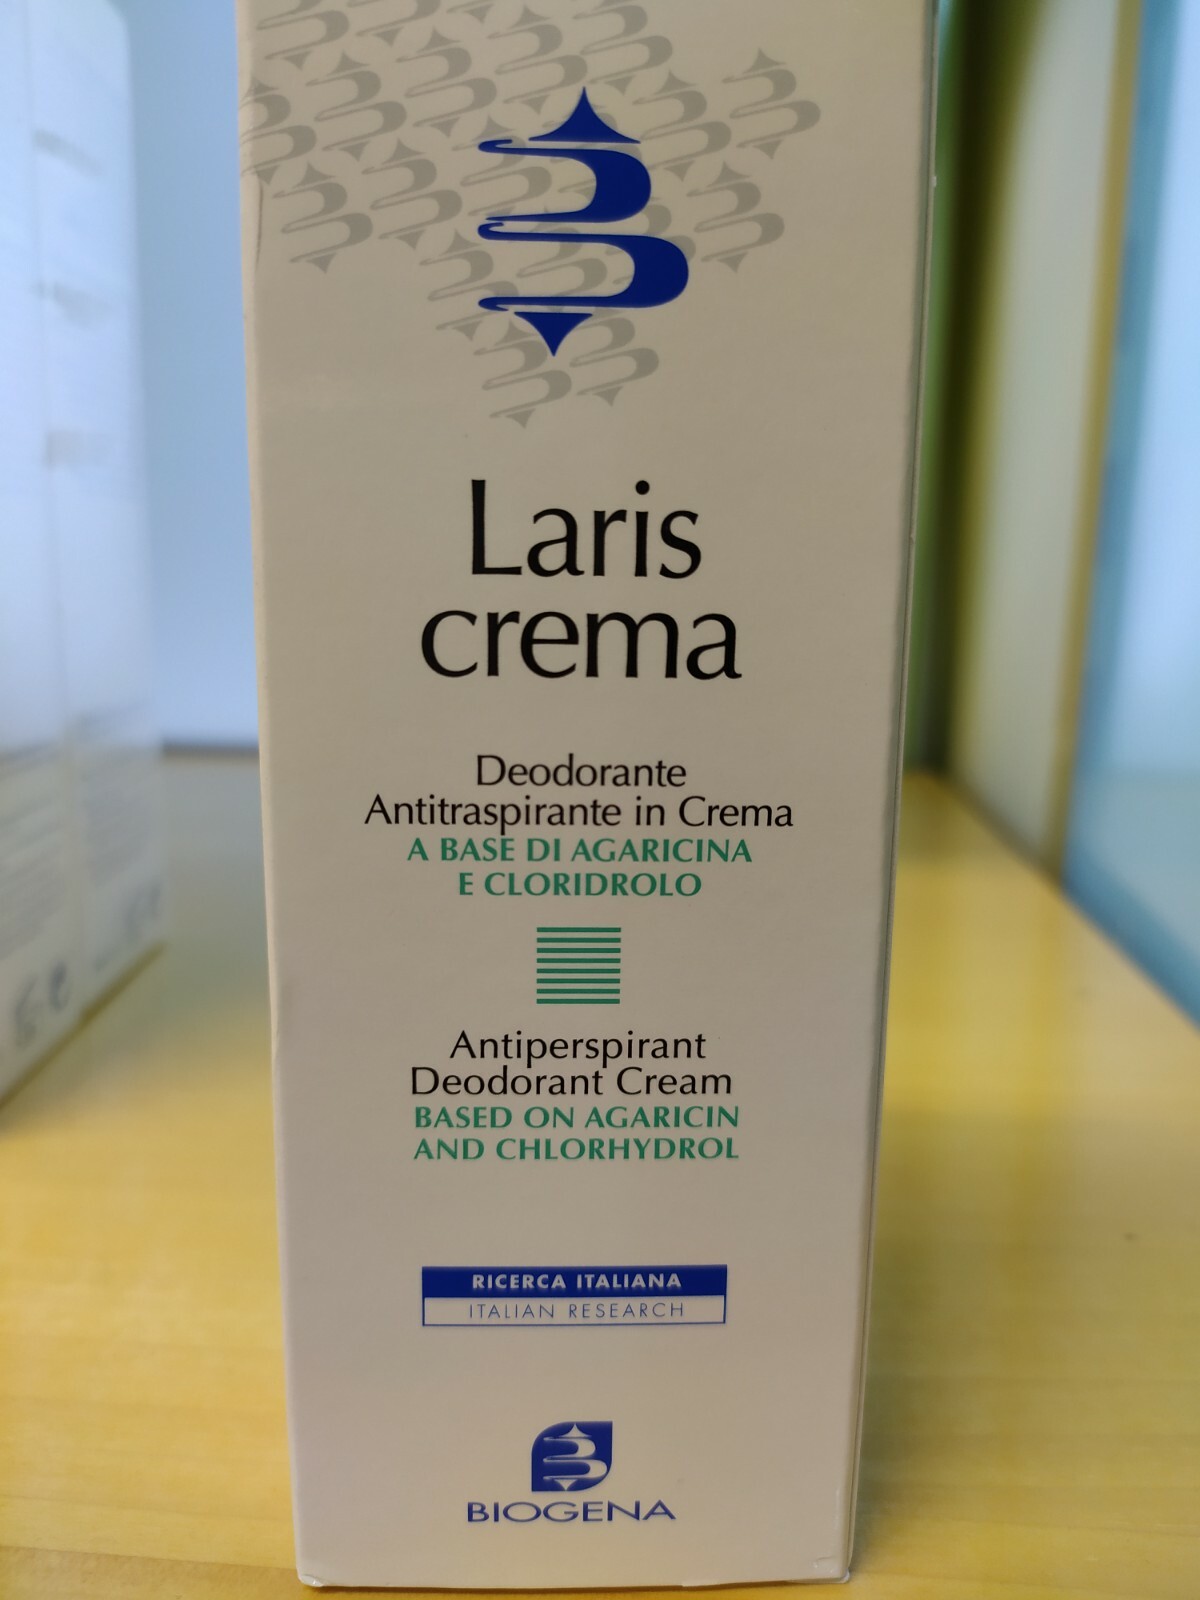 Laris
crema
Deodorante
Antitraspirante in Crema
A BASE DI AGARICINA
E CLORIDROLO
Antiperspirant
Deodorant Cream
BASED ON AGARICIN
AND CHLORHYDROL
RICERCA ITALIANA
ITALIAN RESEARCH
BIOGENA